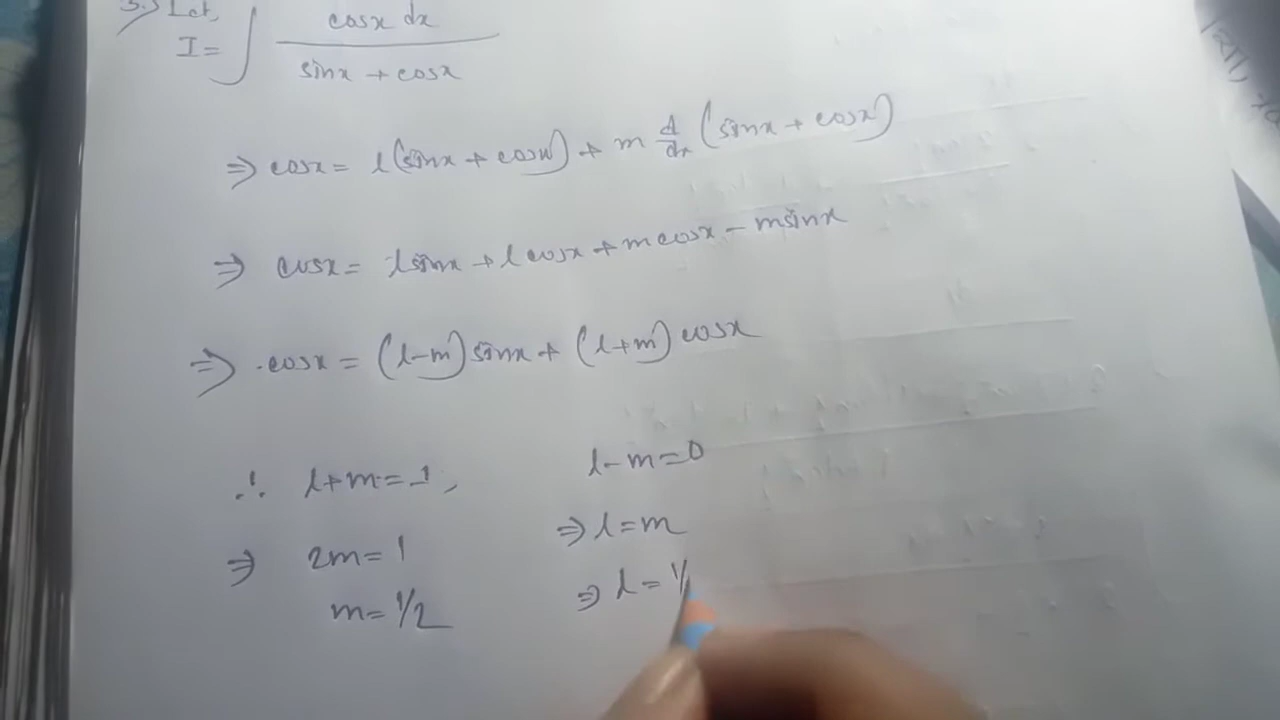 3.) Let,
I = ∫ cosx dx / sinx + cosx
⇒ cosx = l(sinx + cosx) + m d/dx (sinx + cosx)
⇒ cosx = lsinx + lcosx + mcosx - msinx
⇒ cosx = (l-m)sinx + (l+m)cosx
∴ l+m=1, l-m=0
⇒ 2m=1 ⇒ l=m
m=1/2 ⇒ l=1/